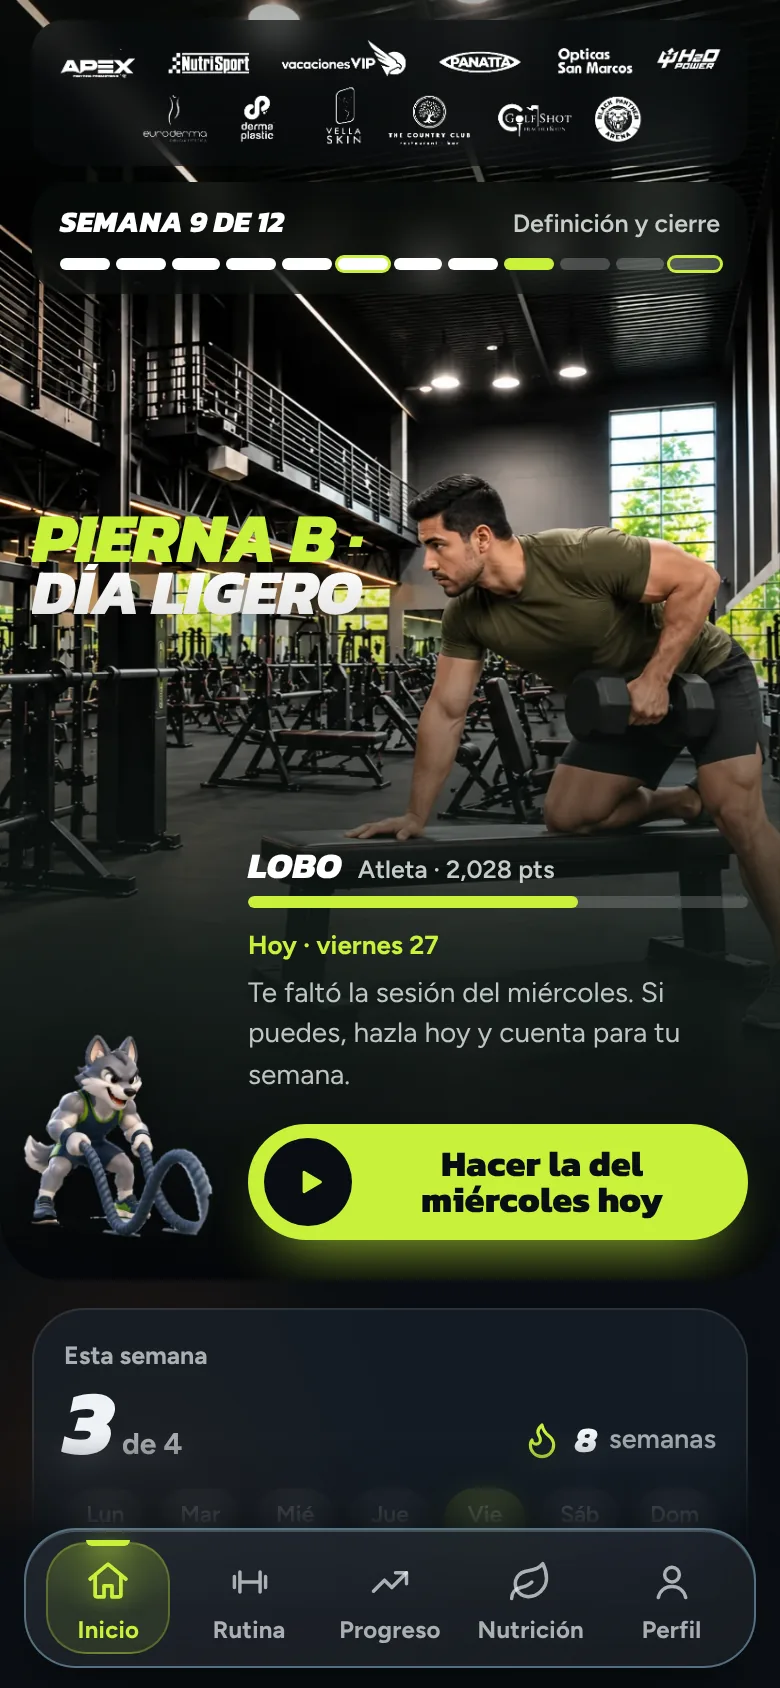 APEX
NutriSport
vacacionesVIP
PANATTA
Opticas
San Marcos
H2O
POWER
euroderma
derma
plastic
VELLA
SKIN
THE COUNTRY CLUB
restaurant bar
GOLFSHOT
BLACK PANTHER
ARENA
SEMANA 9 DE 12
Definición y cierre
PIERNA B ·
DÍA LIGERO
LOBO Atleta · 2,028 pts
Hoy · viernes 27
Te faltó la sesión del miércoles. Si
puedes, hazla hoy y cuenta para tu
semana.
Hacer la del
miércoles hoy
Esta semana
3 de 4
8 semanas
Lun Mar Mié Jue Vie Sáb Dom
Inicio Rutina Progreso Nutrición Perfil